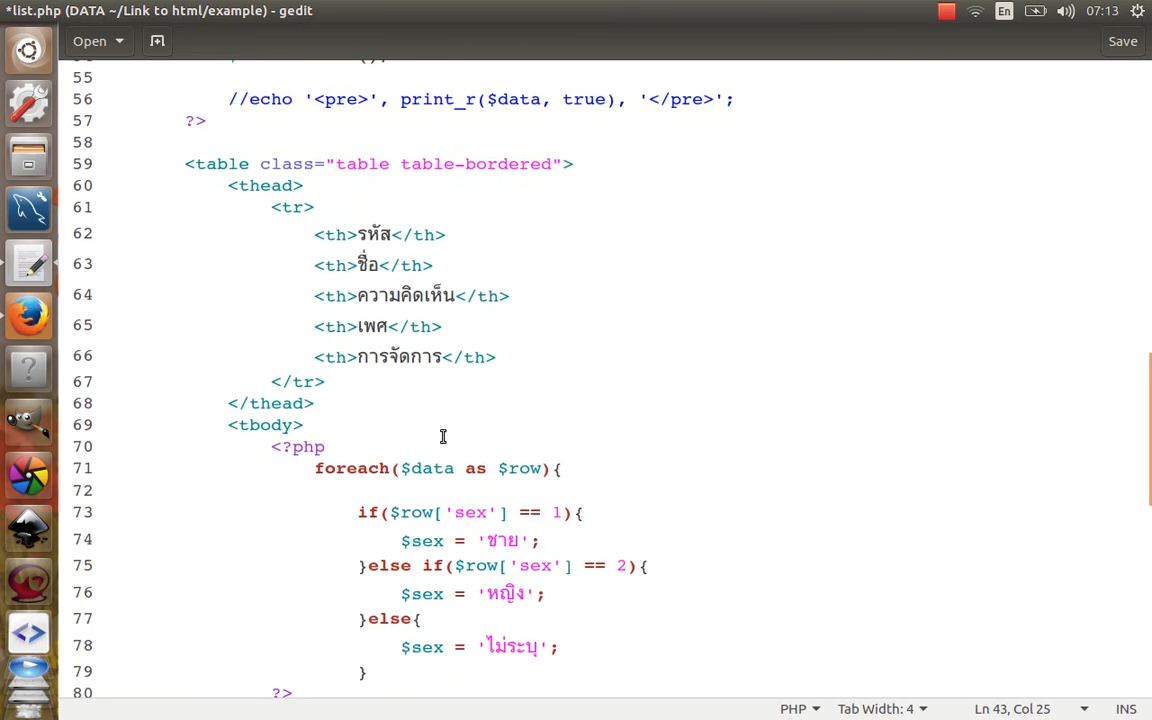 *list.php (DATA ~/Link to html/example) - gedit
En
07:13
Open
Save
55
56 //echo '<pre>', print_r($data, true), '</pre>';
57 ?>
58
59 <table class="table table-bordered">
60 <thead>
61 <tr>
62 <th>รหัส</th>
63 <th>ชื่อ</th>
64 <th>ความคิดเห็น</th>
65 <th>เพศ</th>
66 <th>การจัดการ</th>
67 </tr>
68 </thead>
69 <tbody>
70 <?php
71 foreach($data as $row){
72
73 if($row['sex'] == 1){
74 $sex = 'ชาย';
75 }else if($row['sex'] == 2){
76 $sex = 'หญิง';
77 }else{
78 $sex = 'ไม่ระบุ';
79 }
80 ?>
PHP
Tab Width: 4
Ln 43, Col 25
INS